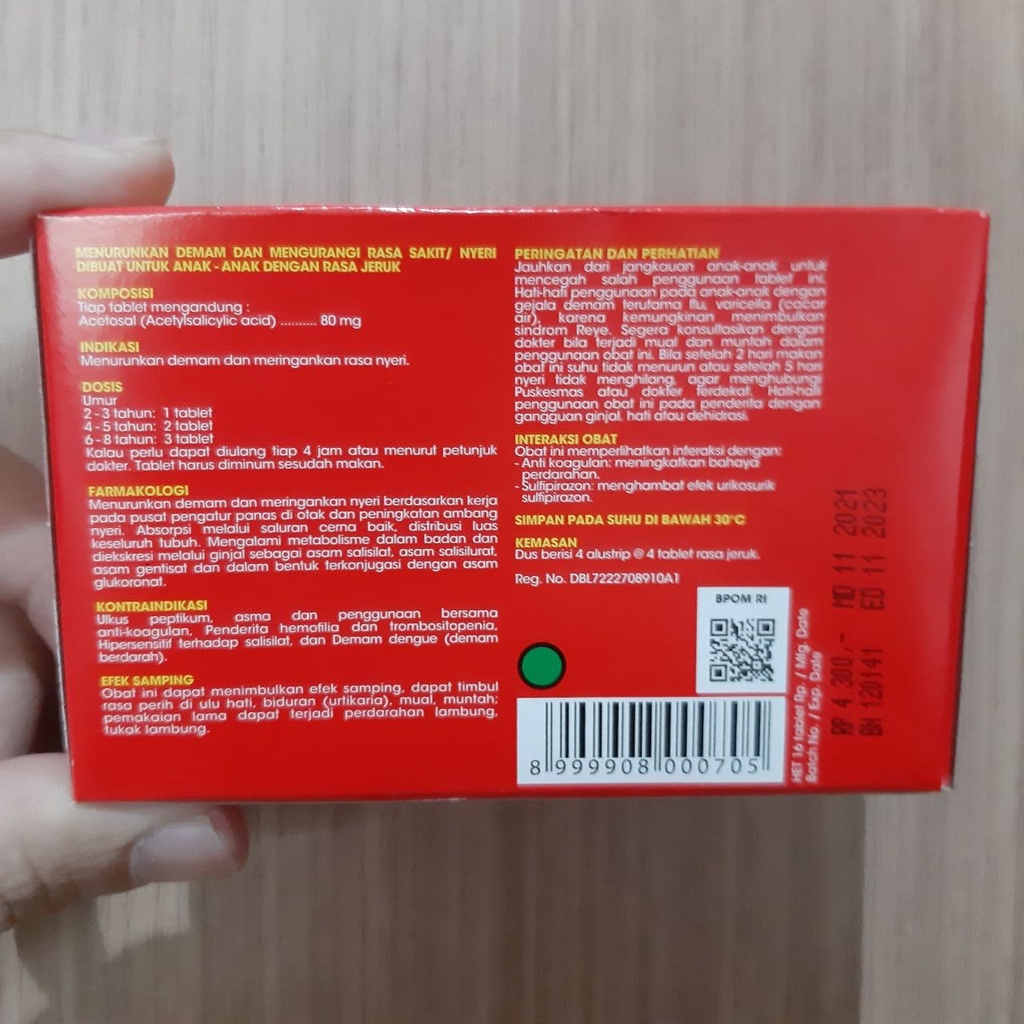 MENURUNKAN DEMAM DAN MENGURANGI RASA SAKIT/ NYERI
DIBUAT UNTUK ANAK - ANAK DENGAN RASA JERUK
KOMPOSISI
Tiap tablet mengandung :
Acetosal (Acetylsalicylic acid) .......... 80 mg
INDIKASI
Menurunkan demam dan meringankan rasa nyeri.
DOSIS
Umur
2 - 3 tahun: 1 tablet
4 - 5 tahun: 2 tablet
6 - 8 tahun: 3 tablet
Kalau perlu dapat diulang tiap 4 jam atau menurut petunjuk
dokter. Tablet harus diminum sesudah makan.
FARMAKOLOGI
Menurunkan demam dan meringankan nyeri berdasarkan kerja
pada pusat pengatur panas di otak dan peningkatan ambang
nyeri. Absorpsi melalui saluran cerna baik, distribusi luas
keseluruh tubuh. Mengalami metabolisme dalam badan dan
diekskresi melalui ginjal sebagai asam salisilat, asam salisilurat,
asam gentisat dan dalam bentuk terkonjugasi dengan asam
glukoronat.
KONTRAINDIKASI
Ulkus peptikum, asma dan penggunaan bersama
anti-koagulan, Penderita hemofilia dan trambositopenia,
Hipersensitif terhadap salisilat, dan Demam dengue (demam
berdarah).
EFEK SAMPING
Obat ini dapat menimbulkan efek samping, dapat timbul
rasa perih di ulu hati, biduran (urtikaria), mual, muntah;
pemakaian lama dapat terjadi perdarahan lambung,
tukak lambung.
PERINGATAN DAN PERHATIAN
Jauhkan dari jangkauan anak-anak untuk
mencegah salah penggunaan tablet ini.
Hati-hati penggunaan pada anak-anak dengan
gejala demam terutama flu, varicella (cacar
air), karena kemungkinan menimbulkan
sindrom Reye. Segera konsultasikan dengan
dokter bila terjadi mual dan muntah dalam
penggunaan obat ini. Bila setelah 2 hari makan
obat ini suhu tidak menurun atau setelah 5 hari
nyeri tidak menghilang, agar menghubungi
Puskesmas atau dokter terdekat. Hati-hati
penggunaan obat ini pada penderita dengan
gangguan ginjal, hati atau dehidrasi.
INTERAKSI OBAT
Obat ini memperlihatkan interaksi dengan:
- Anti koagulan: meningkatkan bahaya
perdarahan.
- Sulfipirazon: menghambat efek urikosurik
sulfipirazon.
SIMPAN PADA SUHU DI BAWAH 30°C
KEMASAN
Dus berisi 4 alustrip @ 4 tablet rasa jeruk.
Reg. No. DBL7222708910A1
BPOM RI
8 999908 000705
HET 16 tablet Rp. / Mfg. Date
Batch No. / Exp. Date
RP 4.300,- MD 11 2021
BN 120141 ED 11 2023